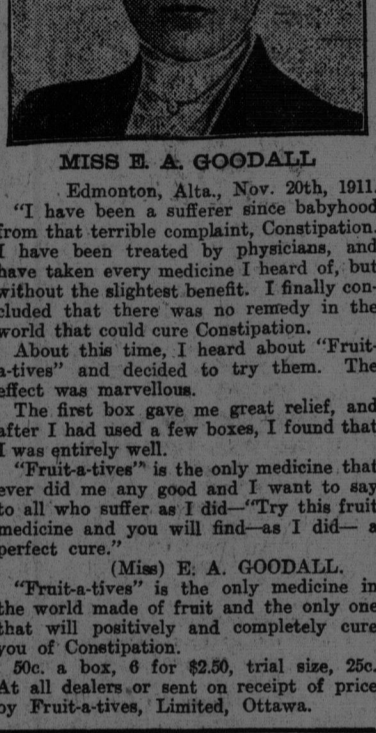 MISS E. A. GOODALL
Edmonton, Alta., Nov. 20th, 1911.
"I have been a sufferer since babyhood
from that terrible complaint, Constipation.
I have been treated by physicians, and
have taken every medicine I heard of, but
without the slightest benefit. I finally con-
cluded that there was no remedy in the
world that could cure Constipation.
About this time, I heard about "Fruit-
a-tives" and decided to try them. The
effect was marvellous.
The first box gave me great relief, and
after I had used a few boxes, I found that
I was entirely well.
"Fruit-a-tives" is the only medicine that
ever did me any good and I want to say
to all who suffer as I did—"Try this fruit
medicine and you will find—as I did— a
perfect cure."
(Miss) E. A. GOODALL.
"Fruit-a-tives" is the only medicine in
the world made of fruit and the only one
that will positively and completely cure
you of Constipation.
50c. a box, 6 for $2.50, trial size, 25c.
At all dealers or sent on receipt of price
by Fruit-a-tives, Limited, Ottawa.